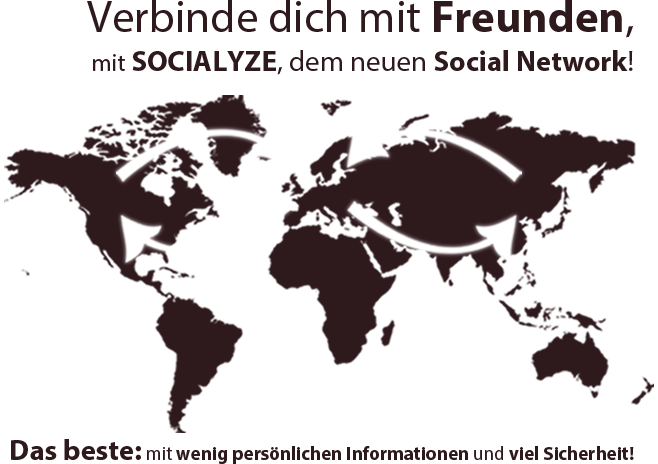 Verbinde dich mit Freunden,
mit SOCIALYZE, dem neuen Social Network!
Das beste: mit wenig persönlichen Informationen und viel Sicherheit!